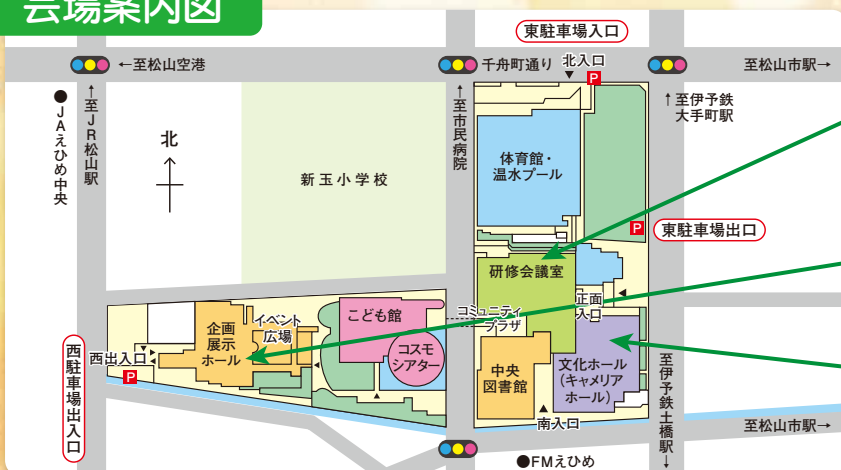 会場案内図
東駐車場入口
←至松山空港
千舟町通り
北入口
P
至松山市駅→
●JAえひめ中央
↑至JR松山駅
北
新玉小学校
↑至市民病院
体育館・
温水プール
↑至伊予鉄
大手町駅
P
東駐車場出口
研修会議室
正面
入口
コミュニティ
プラザ
こども館
コスモ
シアター
イベント
広場
企画
展示
ホール
西出入口
P
西駐車場出入口
中央
図書館
文化ホール
(キャメリア
ホール)
南入口
至伊予鉄土橋駅→
至松山市駅→
●FMえひめ